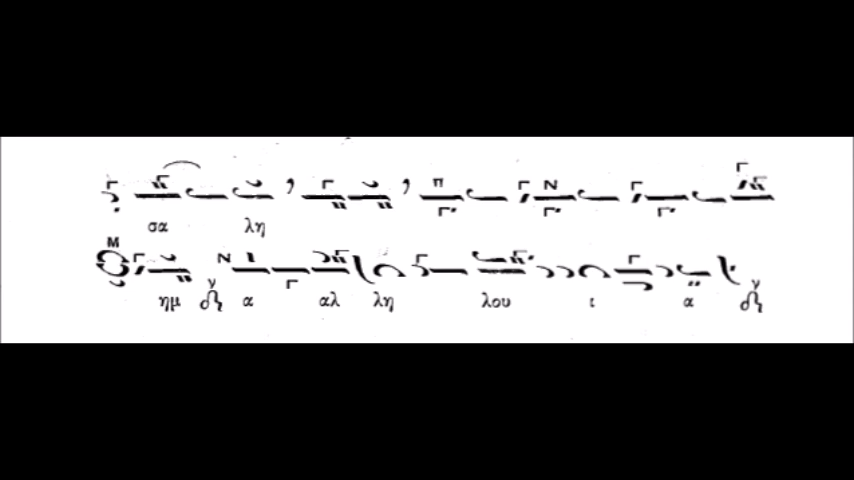 σα λη
ημ α αλ λη λου ι α